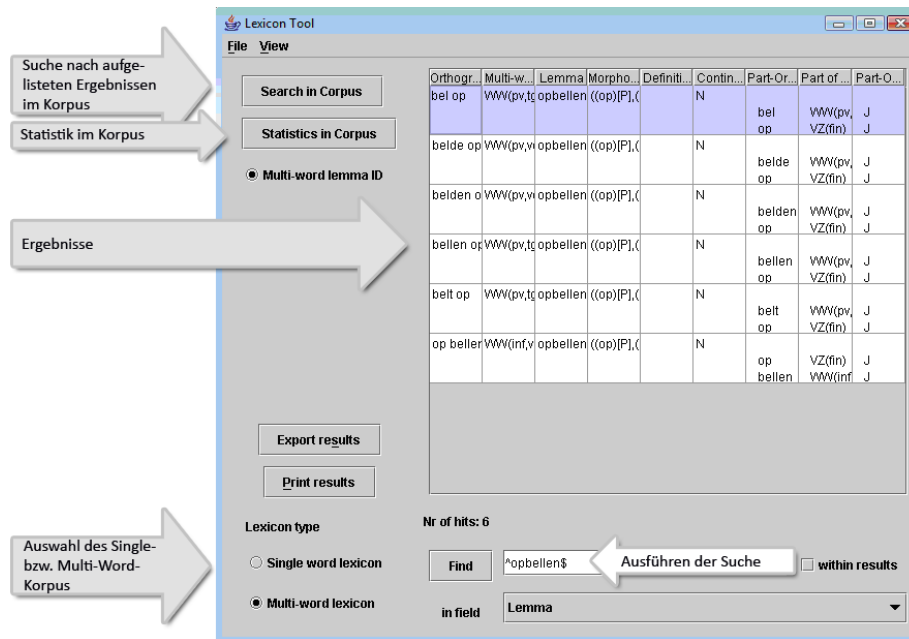 Lexicon Tool
File View
Suche nach aufge-
listeten Ergebnissen
im Korpus
Statistik im Korpus
Ergebnisse
Auswahl des Single-
bzw. Multi-Word-
Korpus
Search in Corpus
Statistics in Corpus
Multi-word lemma ID
Export results
Print results
Lexicon type
Single word lexicon
Multi-word lexicon
Orthogr... Multi-w... Lemma Morpho... Definiti... Contin... Part-Or... Part of ... Part-O...
bel op WW(pv,tg opbellen ((op)[P],( N
bel WW(pv, J
op VZ(fin) J
belde op WW(pv,ve opbellen ((op)[P],( N
belde WW(pv, J
op VZ(fin) J
belden o WW(pv,ve opbellen ((op)[P],( N
belden WW(pv, J
op VZ(fin) J
bellen op WW(pv,tg opbellen ((op)[P],( N
bellen WW(pv, J
op VZ(fin) J
belt op WW(pv,tg opbellen ((op)[P],( N
belt WW(pv, J
op VZ(fin) J
op beller WW(inf,v opbellen ((op)[P],( N
op VZ(fin) J
bellen WW(inf J
Nr of hits: 6
Find ^opbellen$ Ausführen der Suche within results
in field Lemma